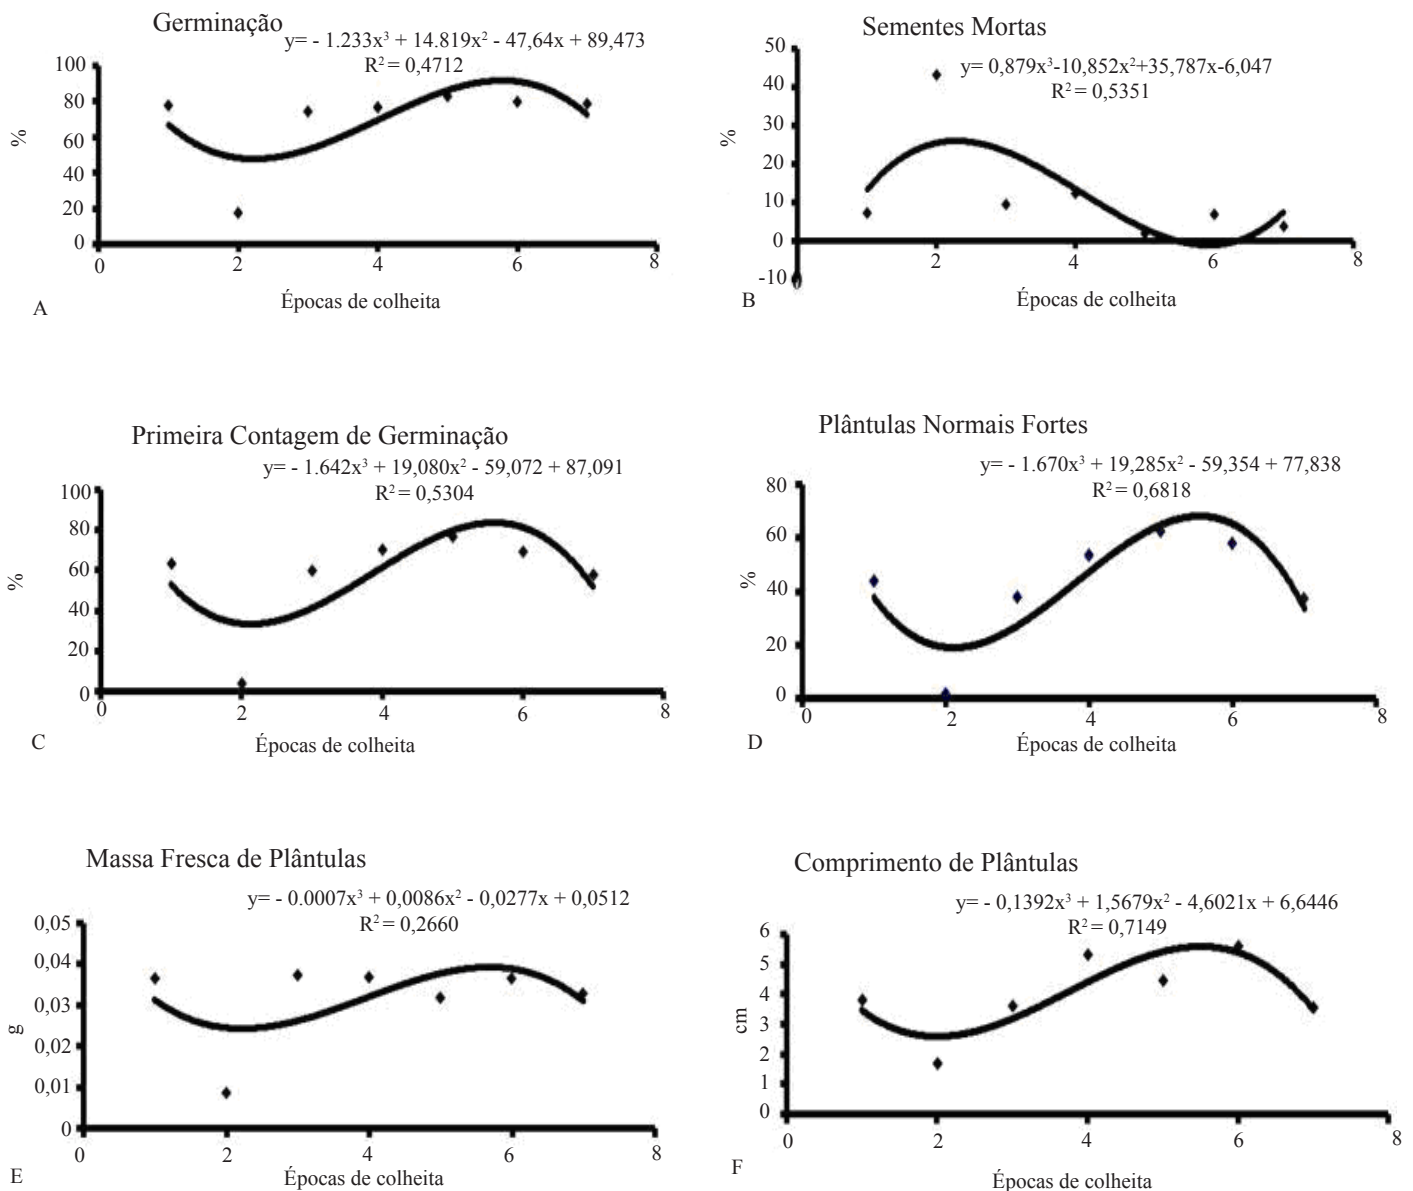 Germinação
y= - 1.233x³ + 14.819x² - 47,64x + 89,473
R² = 0,4712
100
80
60
40
20
0
%
0
2
4
6
8
Épocas de colheita
A
Sementes Mortas
y= 0,879x³-10,852x²+35,787x-6,047
R² = 0,5351
50
40
30
20
10
0
-10
%
0
2
4
6
8
Épocas de colheita
B
Primeira Contagem de Germinação
y= - 1.642x³ + 19,080x² - 59,072 + 87,091
R² = 0,5304
100
80
60
40
20
0
%
0
2
4
6
8
Épocas de colheita
C
Plântulas Normais Fortes
y= - 1.670x³ + 19,285x² - 59,354 + 77,838
R² = 0,6818
80
60
40
20
0
%
0
2
4
6
8
Épocas de colheita
D
Massa Fresca de Plântulas
y= - 0.0007x³ + 0,0086x² - 0,0277x + 0,0512
R² = 0,2660
0,05
0,04
0,03
0,02
0,01
0
g
0
2
4
6
8
Épocas de colheita
E
Comprimento de Plântulas
y= - 0,1392x³ + 1,5679x² - 4,6021x + 6,6446
R² = 0,7149
6
5
4
3
2
1
0
cm
0
2
4
6
8
Épocas de colheita
F